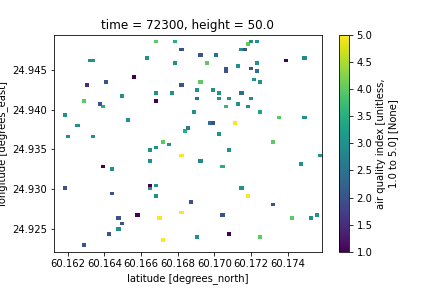 time = 72300, height = 50.0
24.945
24.940
24.935
24.930
24.925
longitude [degrees_east]
60.162 60.164 60.166 60.168 60.170 60.172 60.174
latitude [degrees_north]
5.0
4.5
4.0
3.5
3.0
2.5
2.0
1.5
1.0
air quality index [unitless,
1.0 to 5.0] [None]